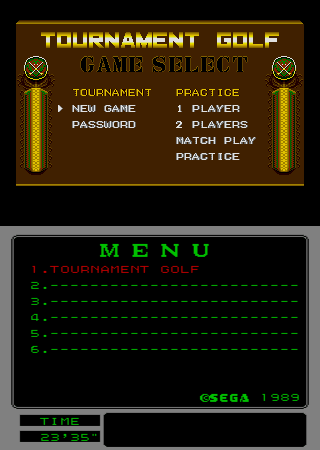 TOURNAMENT GOLF
GAME SELECT
TOURNAMENT PRACTICE
NEW GAME 1 PLAYER
PASSWORD 2 PLAYERS
MATCH PLAY
PRACTICE
MENU
1.TOURNAMENT GOLF
2.-------------------------------
3.-------------------------------
4.-------------------------------
5.-------------------------------
6.-------------------------------
©SEGA 1989
TIME
23'35"